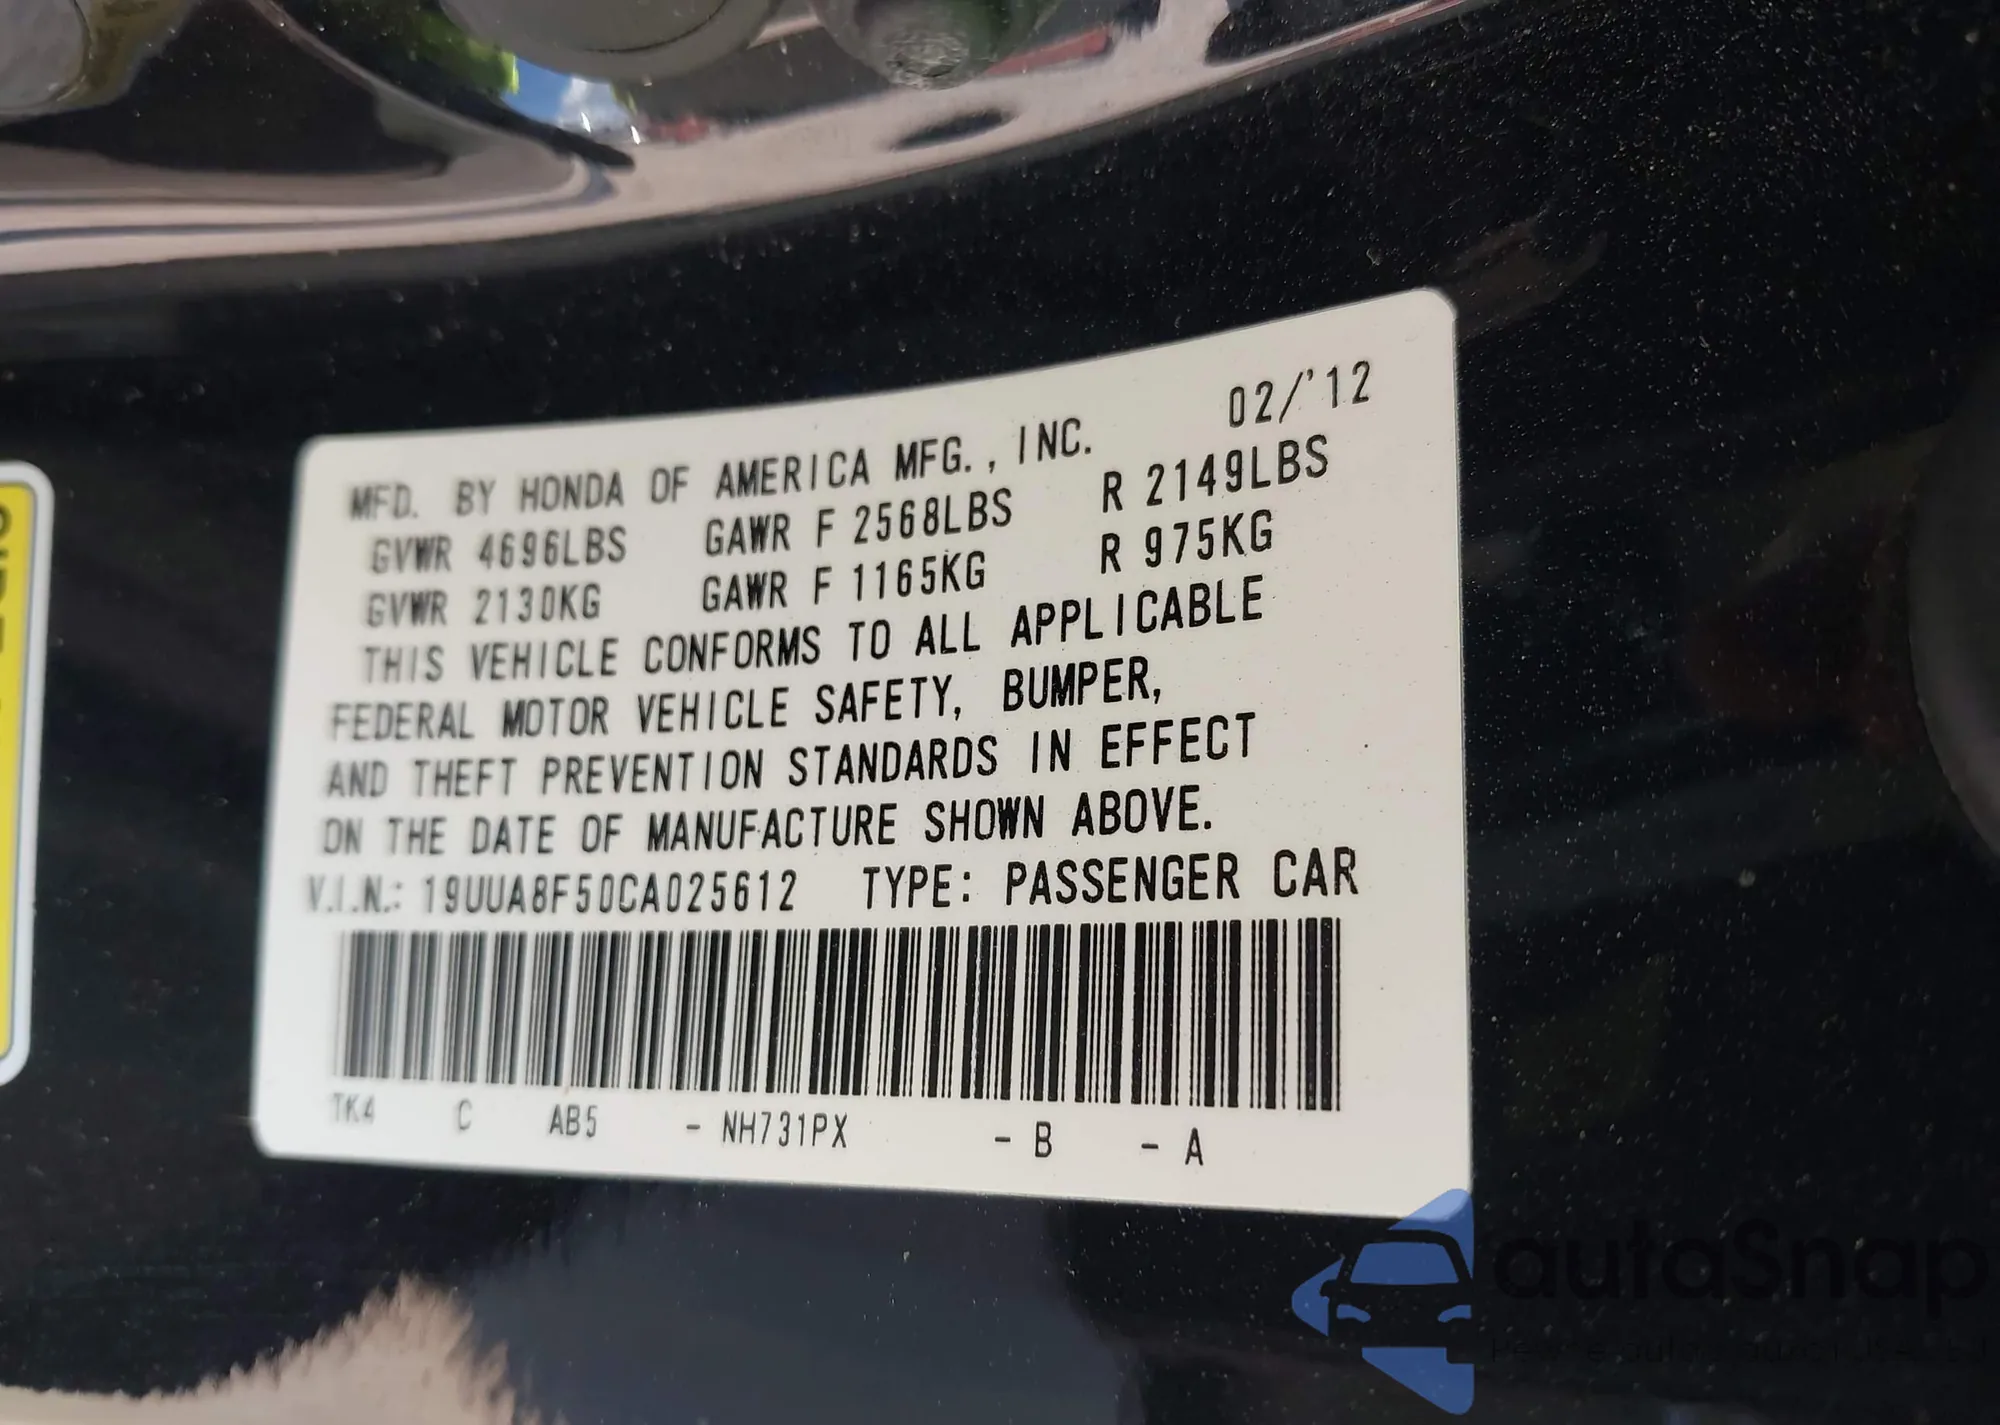 MFD. BY HONDA OF AMERICA MFG., INC. 02/'12
GVWR 4696LBS GAWR F 2568LBS R 2149LBS
GVWR 2130KG GAWR F 1165KG R 975KG
THIS VEHICLE CONFORMS TO ALL APPLICABLE
FEDERAL MOTOR VEHICLE SAFETY, BUMPER,
AND THEFT PREVENTION STANDARDS IN EFFECT
ON THE DATE OF MANUFACTURE SHOWN ABOVE.
V.I.N.: 19UUA8F50CA025612 TYPE: PASSENGER CAR
TK4 C AB5 - NH731PX - B - A
autoSnap